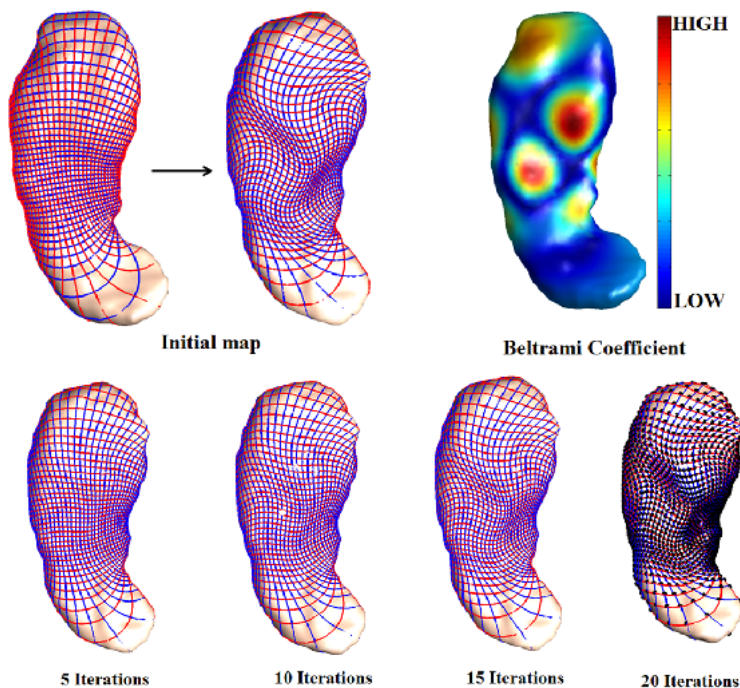 HIGH
LOW
Initial map
Beltrami Coefficient
5 Iterations
10 Iterations
15 Iterations
20 Iterations